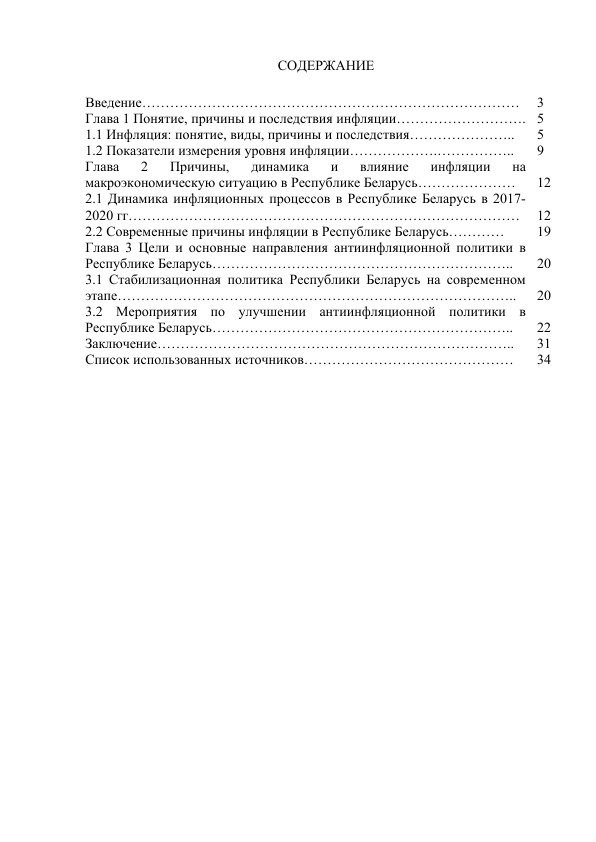 СОДЕРЖАНИЕ
Введение……………………………………………………………………… 3
Глава 1 Понятие, причины и последствия инфляции………………………. 5
1.1 Инфляция: понятие, виды, причины и последствия………………….. 5
1.2 Показатели измерения уровня инфляции……………….…………….. 9
Глава 2 Причины, динамика и влияние инфляции на
макроэкономическую ситуацию в Республике Беларусь………………… 12
2.1 Динамика инфляционных процессов в Республике Беларусь в 2017-
2020 гг………………………………………………………………………… 12
2.2 Современные причины инфляции в Республике Беларусь………… 19
Глава 3 Цели и основные направления антиинфляционной политики в
Республике Беларусь……………………………………………………….. 20
3.1 Стабилизационная политика Республики Беларусь на современном
этапе………………………………………………………………………….. 20
3.2 Мероприятия по улучшении антиинфляционной политики в
Республике Беларусь……………………………………………………….. 22
Заключение………………………………………………………………….. 31
Список использованных источников……………………………………… 34